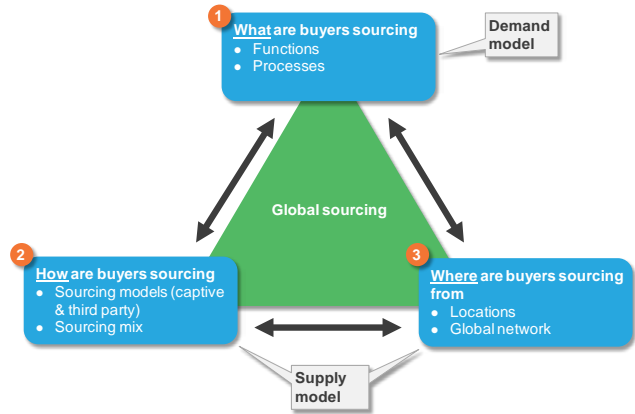 1
What are buyers sourcing
● Functions
● Processes
Demand
model
Global sourcing
2
How are buyers sourcing
● Sourcing models (captive
& third party)
● Sourcing mix
3
Where are buyers sourcing
from
● Locations
● Global network
Supply
model